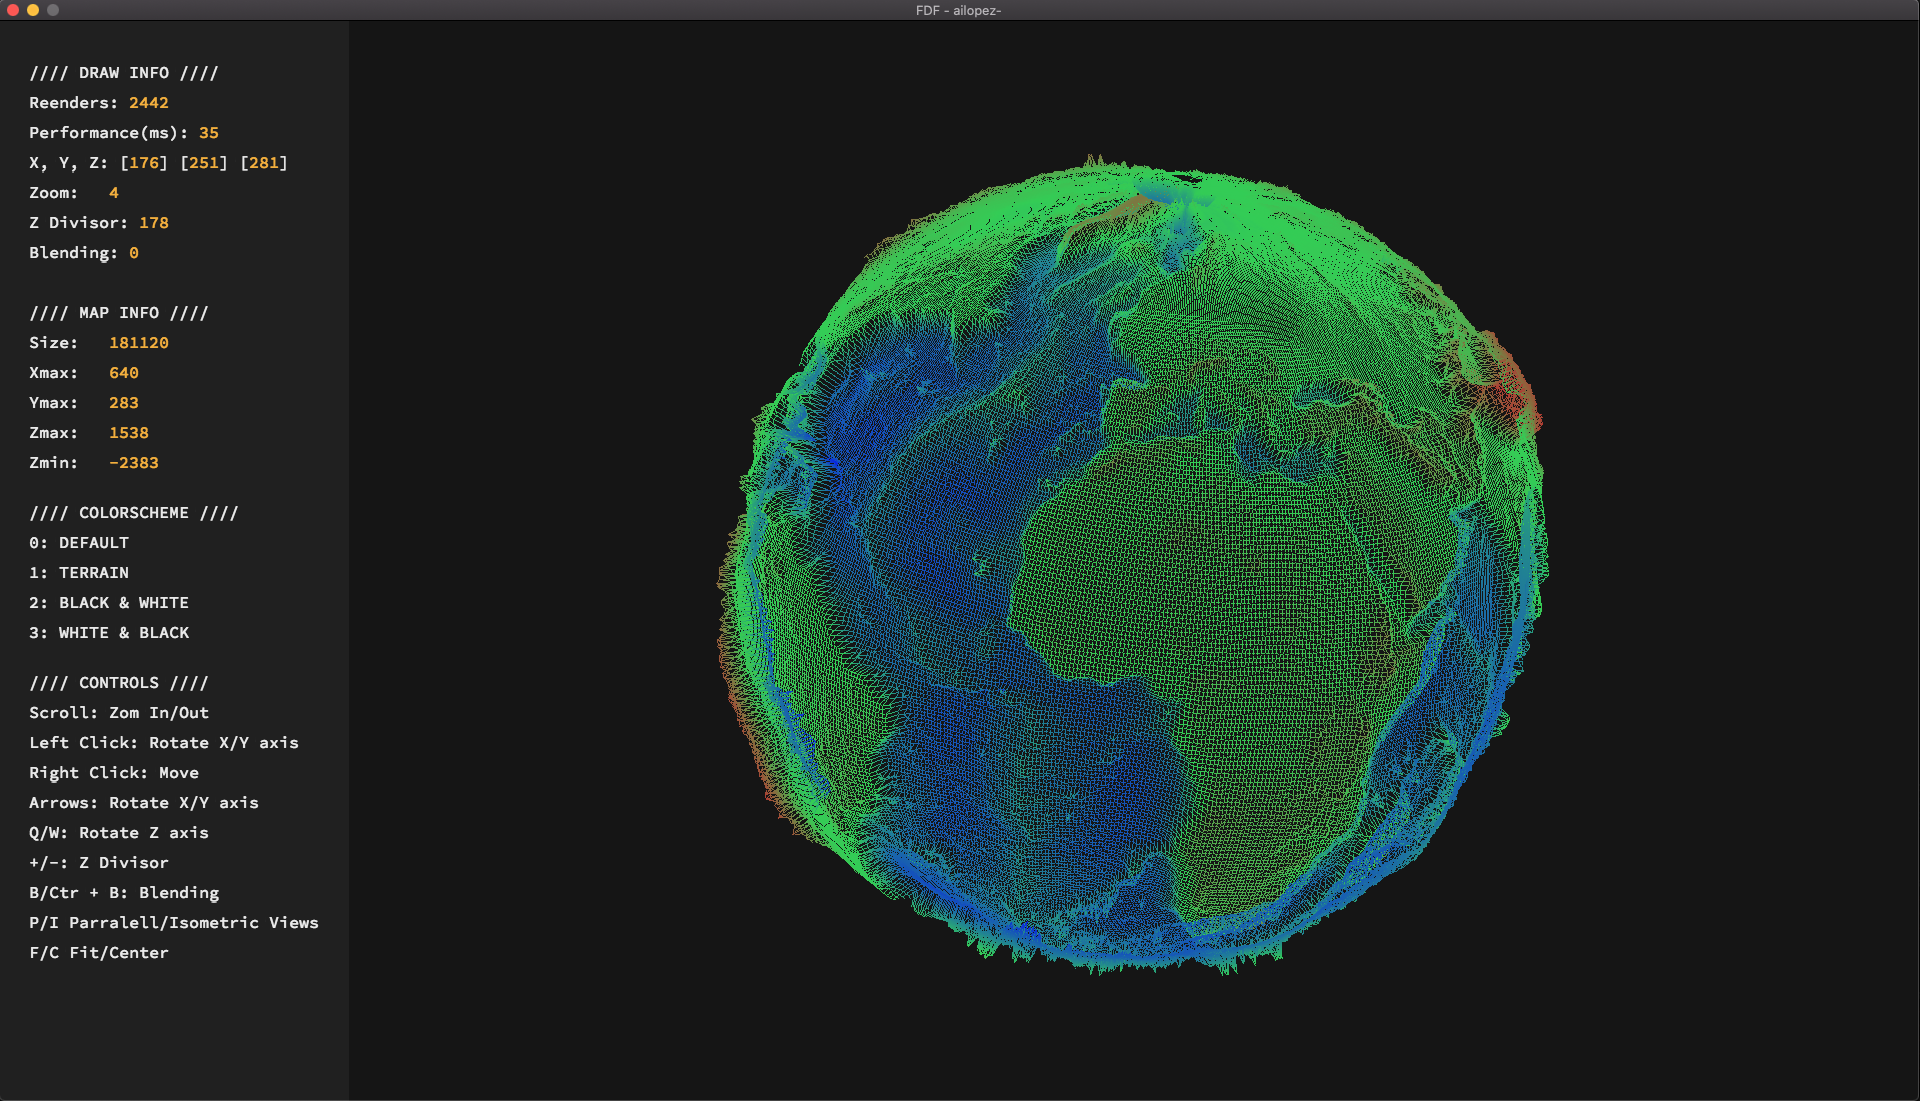 FDF - ailopez-
//// DRAW INFO ////
Reenders: 2442
Performance(ms): 35
X, Y, Z: [176] [251] [281]
Zoom: 4
Z Divisor: 178
Blending: 0
//// MAP INFO ////
Size: 181120
Xmax: 640
Ymax: 283
Zmax: 1538
Zmin: -2383
//// COLORSCHEME ////
0: DEFAULT
1: TERRAIN
2: BLACK & WHITE
3: WHITE & BLACK
//// CONTROLS ////
Scroll: Zom In/Out
Left Click: Rotate X/Y axis
Right Click: Move
Arrows: Rotate X/Y axis
Q/W: Rotate Z axis
+/-: Z Divisor
B/Ctr + B: Blending
P/I Parralell/Isometric Views
F/C Fit/Center